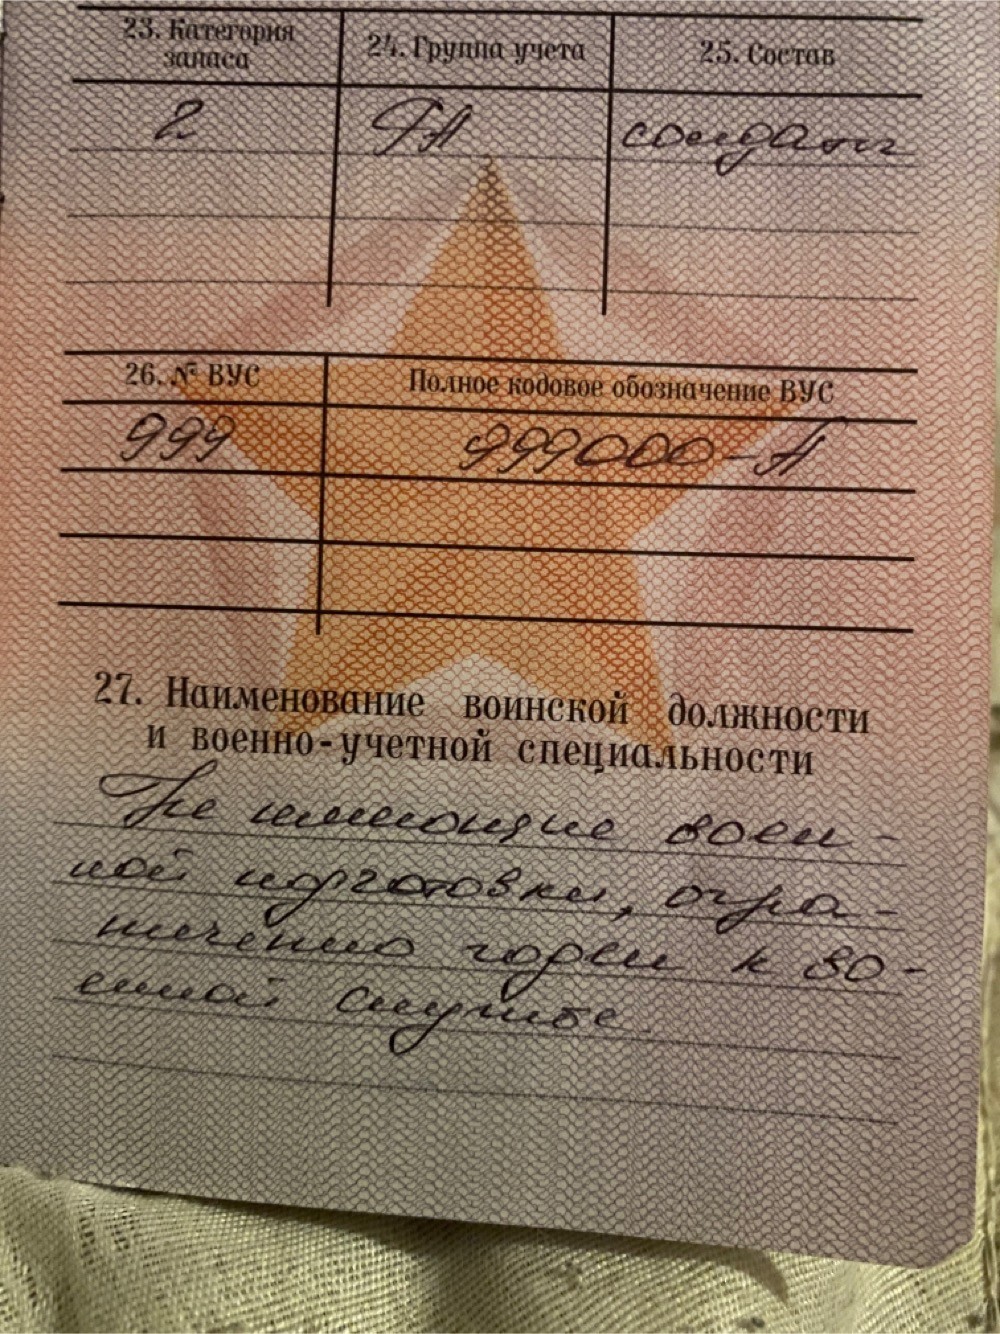 23. Категория
запаса
24. Группа учета
25. Состав
2
РА
солдаты
26. № ВУС
Полное кодовое обозначение ВУС
999
999000-А
27. Наименование воинской должности
и военно-учетной специальности
Не имеющие воен-
ной подготовки, огра-
ниченно годен к во-
енной службе